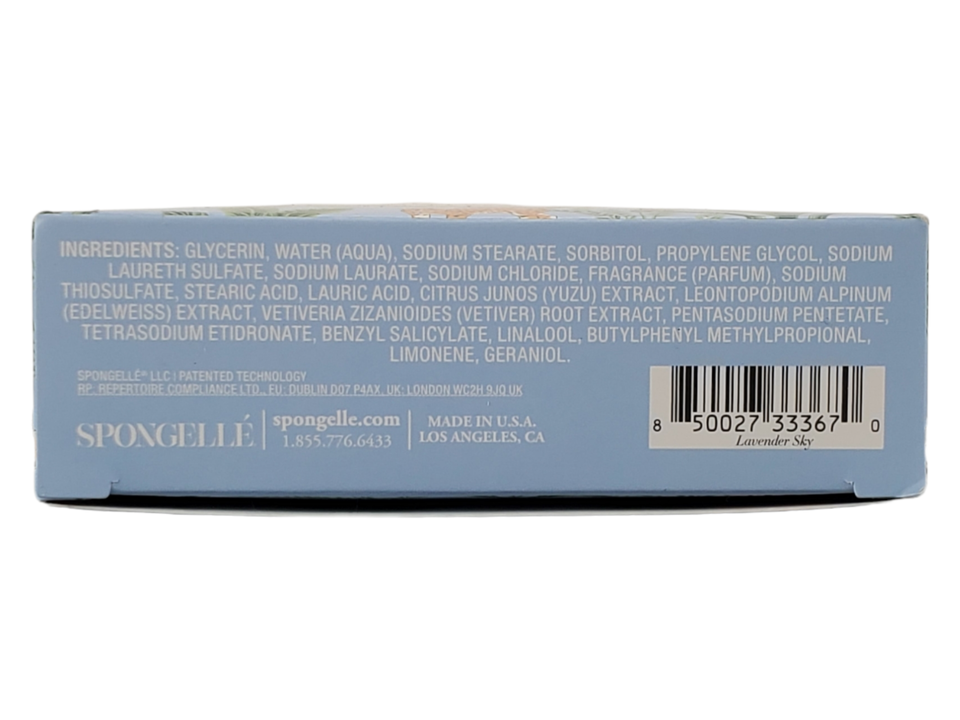 INGREDIENTS: GLYCERIN, WATER (AQUA), SODIUM STEARATE, SORBITOL, PROPYLENE GLYCOL, SODIUM
LAURETH SULFATE, SODIUM LAURATE, SODIUM CHLORIDE, FRAGRANCE (PARFUM), SODIUM
THIOSULFATE, STEARIC ACID, LAURIC ACID, CITRUS JUNOS (YUZU) EXTRACT, LEONTOPODIUM ALPINUM
(EDELWEISS) EXTRACT, VETIVERIA ZIZANIOIDES (VETIVER) ROOT EXTRACT, PENTASODIUM PENTETATE,
TETRASODIUM ETIDRONATE, BENZYL SALICYLATE, LINALOOL, BUTYLPHENYL METHYLPROPIONAL,
LIMONENE, GERANIOL.
SPONGELLÉ® LLC | PATENTED TECHNOLOGY
RP: REPERTOIRE COMPLIANCE LTD., EU: DUBLIN D07 P4AX, UK: LONDON WC2H 9JQ UK
SPONGELLÉ
spongelle.com
1.855.776.6433
MADE IN U.S.A.
LOS ANGELES, CA
8 50027 33367 0
Lavender Sky